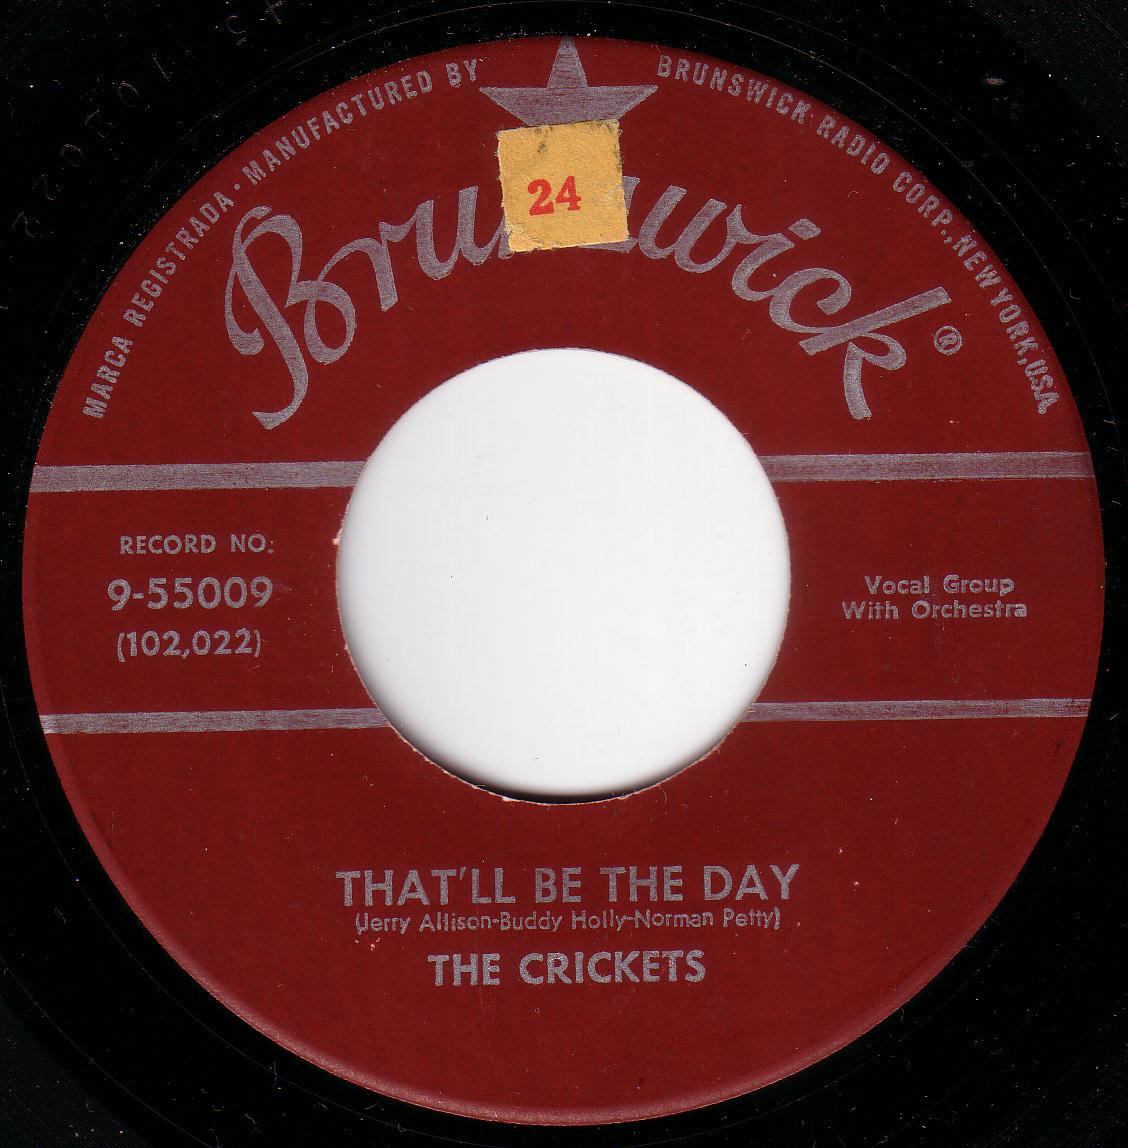 MARCA REGISTRADA • MANUFACTURED BY BRUNSWICK RADIO CORP., NEW YORK, U.S.A.
Brunswick ®
24
RECORD NO.
9-55009
(102,022)
Vocal Group
With Orchestra
THAT'LL BE THE DAY
(Jerry Allison-Buddy Holly-Norman Petty)
THE CRICKETS